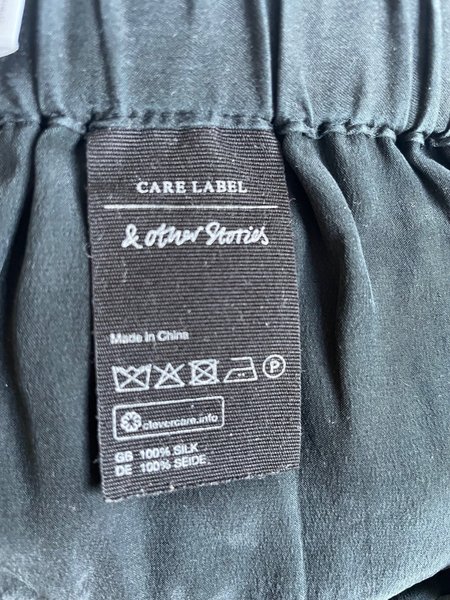 CARE LABEL
& other Stories
Made in China
P
clevercare.info
GB 100% SILK
DE 100% SEIDE